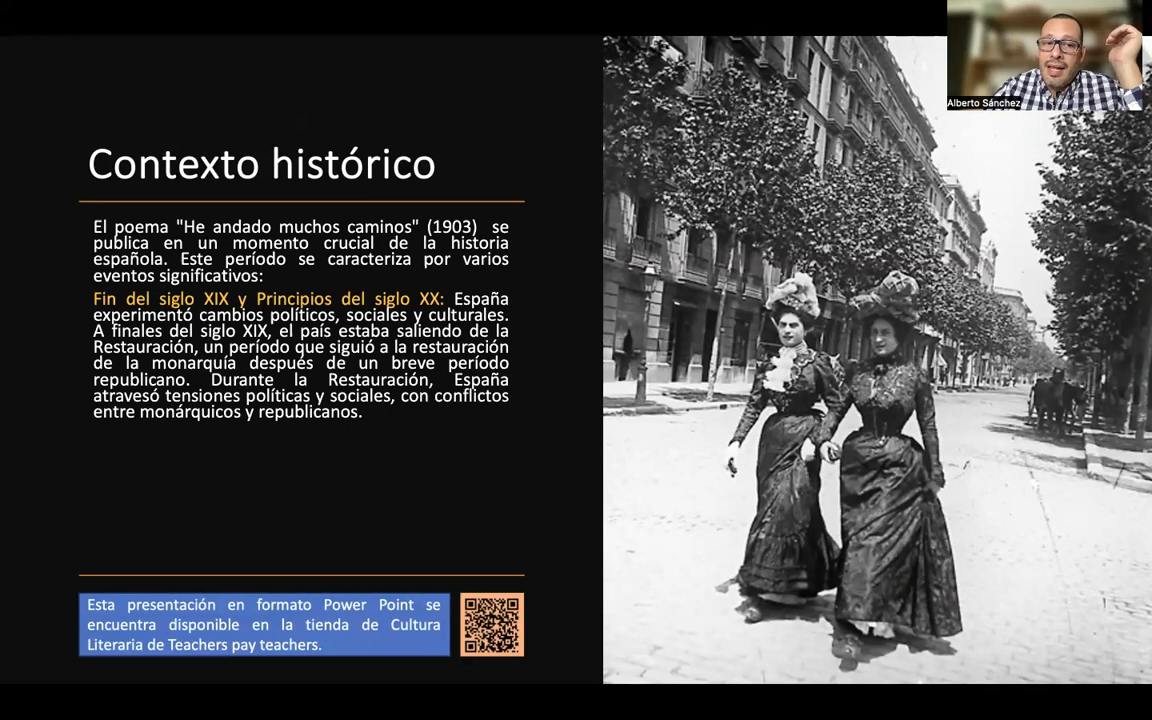 Alberto Sánchez
Contexto histórico
El poema "He andado muchos caminos" (1903) se
publica en un momento crucial de la historia
española. Este período se caracteriza por varios
eventos significativos:
Fin del siglo XIX y Principios del siglo XX: España
experimentó cambios políticos, sociales y culturales.
A finales del siglo XIX, el país estaba saliendo de la
Restauración, un período que siguió a la restauración
de la monarquía después de un breve período
republicano. Durante la Restauración, España
atravesó tensiones políticas y sociales, con conflictos
entre monárquicos y republicanos.
Esta presentación en formato Power Point se
encuentra disponible en la tienda de Cultura
Literaria de Teachers pay teachers.